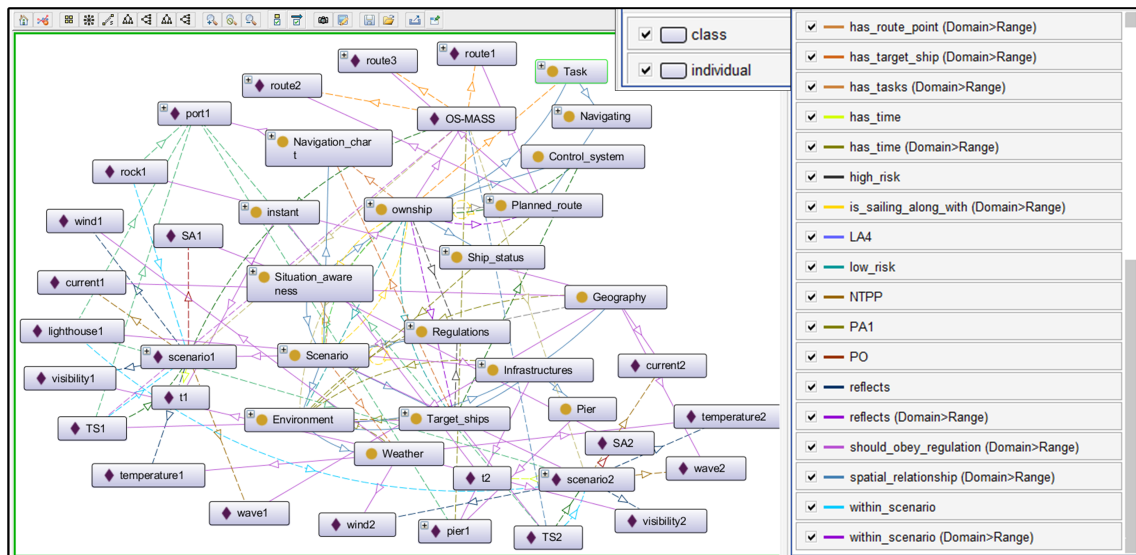 class
individual
route1
route3
route2
Task
port1
OS-MASS
Navigating
Navigation_char
t
Control_system
rock1
wind1
instant
ownship
Planned_route
SA1
Ship_status
current1
Situation_aware
ness
Geography
lighthouse1
Regulations
scenario1
Scenario
Infrastructures
current2
visibility1
t1
Pier
TS1
Environment
Target_ships
temperature2
SA2
Weather
temperature1
t2
scenario2
wave2
wave1
wind2
pier1
TS2
visibility2
has_route_point (Domain>Range)
has_target_ship (Domain>Range)
has_tasks (Domain>Range)
has_time
has_time (Domain>Range)
high_risk
is_sailing_along_with (Domain>Range)
LA4
low_risk
NTPP
PA1
PO
reflects
reflects (Domain>Range)
should_obey_regulation (Domain>Range)
spatial_relationship (Domain>Range)
within_scenario
within_scenario (Domain>Range)